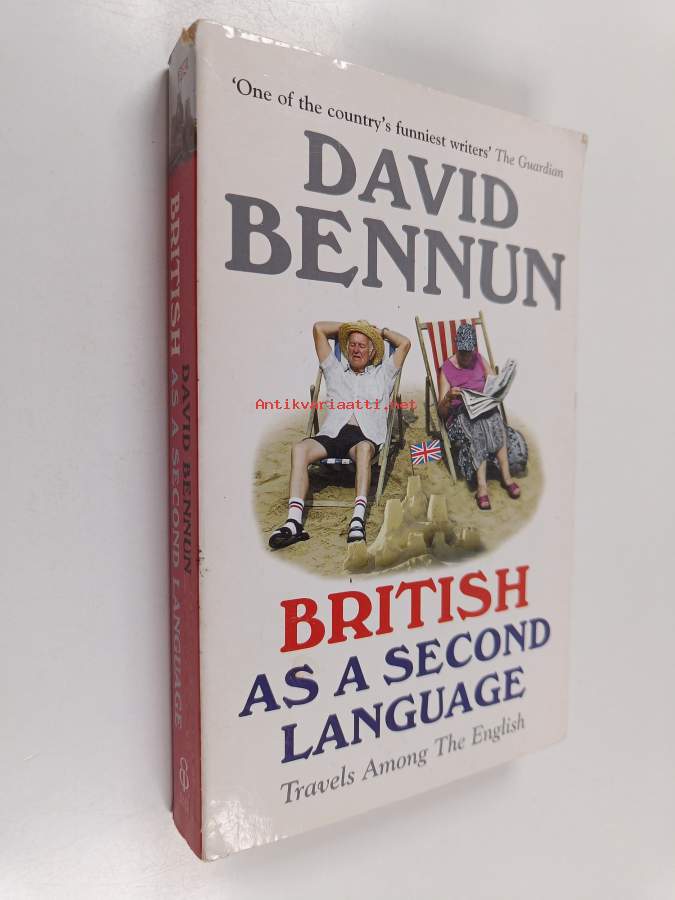 'One of the country's funniest writers' The Guardian
DAVID
BENNUN
Antikvariaatti.net
BRITISH
AS A SECOND
LANGUAGE
Travels Among The English
DAVID BENNUN
BRITISH AS A SECOND LANGUAGE